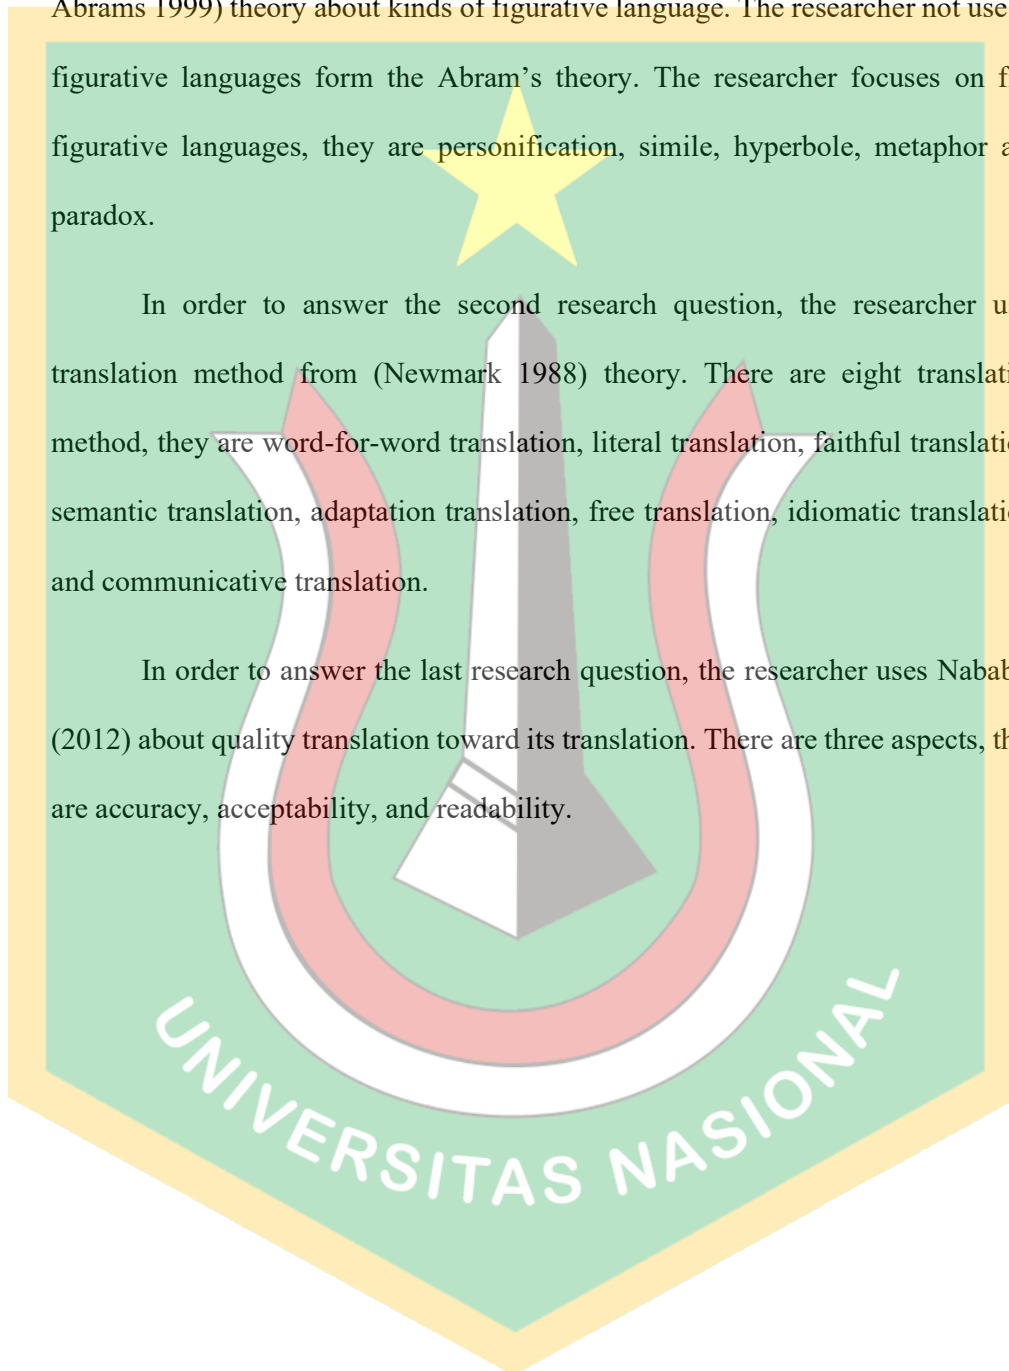 Abrams 1999) theory about kinds of figurative language. The researcher not use
figurative languages form the Abram’s theory. The researcher focuses on
figurative languages, they are personification, simile, hyperbole, metaphor
paradox.
In order to answer the second research question, the researcher
translation method from (Newmark 1988) theory. There are eight
method, they are word-for-word translation, literal translation, faithful
semantic translation, adaptation translation, free translation, idiomatic
and communicative translation.
In order to answer the last research question, the researcher uses
(2012) about quality translation toward its translation. There are three aspects,
are accuracy, acceptability, and readability.
UNIVERSITAS NASIONAL